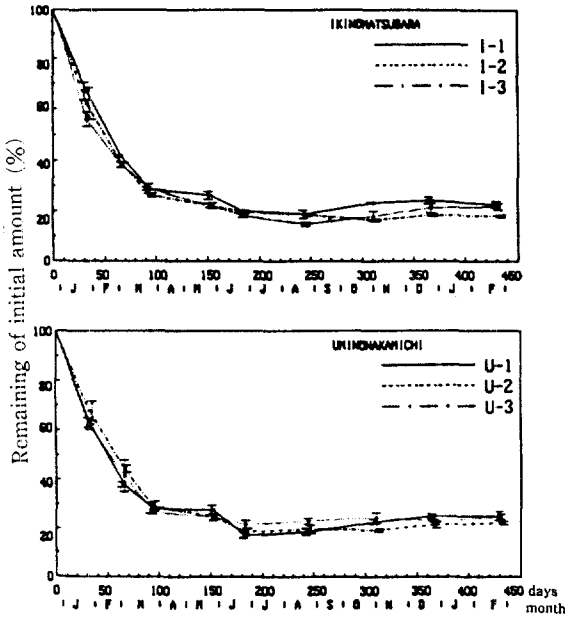 Remaining of initial amount (%)
IKINOMATSUBARA
I-1
I-2
I-3
100
80
60
40
20
0
0 50 100 150 200 250 300 350 400 450
J F M A M J J A S O N D J F
UMINONAKAMICHI
U-1
U-2
U-3
100
80
60
40
20
0
0 50 100 150 200 250 300 350 400 450 days
J F M A M J J A S O N D J F month